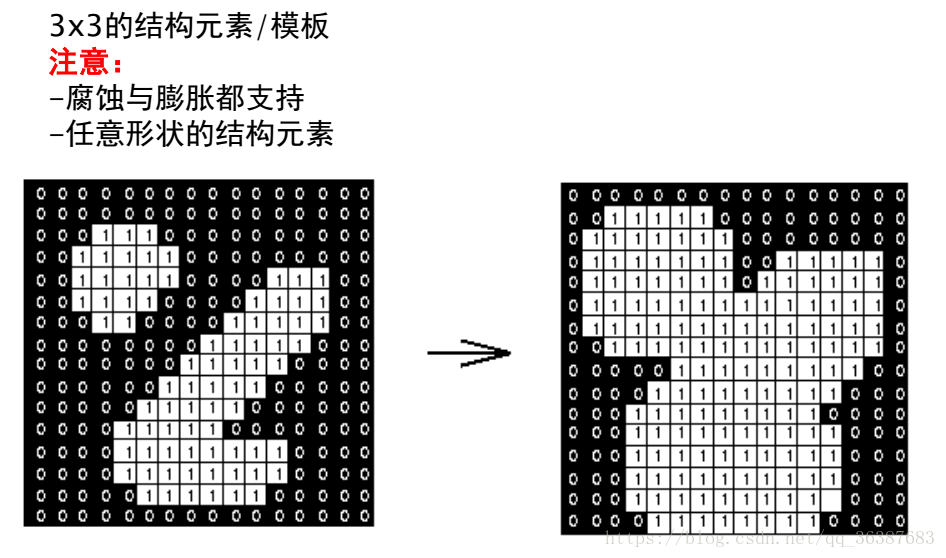 3x3的结构元素/模板
注意：
-腐蚀与膨胀都支持
-任意形状的结构元素
0 0 0 0 0 0 0 0 0 0 0 0 0 0 0 0
0 0 0 0 0 0 0 0 0 0 0 0 0 0 0 0
0 0 0 1 1 1 0 0 0 0 0 0 0 0 0 0
0 0 1 1 1 1 1 0 0 0 0 0 0 0 0 0
0 0 1 1 1 1 1 0 0 0 0 1 1 1 0 0
0 0 1 1 1 1 0 0 0 0 1 1 1 1 0 0
0 0 0 1 1 0 0 0 0 1 1 1 1 1 0 0
0 0 0 0 0 0 0 0 1 1 1 1 1 0 0 0
0 0 0 0 0 0 0 1 1 1 1 1 0 0 0 0
0 0 0 0 0 0 1 1 1 1 1 0 0 0 0 0
0 0 0 0 0 1 1 1 1 1 0 0 0 0 0 0
0 0 0 0 1 1 1 1 1 0 0 0 0 0 0 0
0 0 0 0 1 1 1 1 1 1 1 1 0 0 0 0
0 0 0 0 1 1 1 1 1 1 1 1 0 0 0 0
0 0 0 0 0 1 1 1 1 1 1 0 0 0 0 0
0 0 0 0 0 0 0 0 0 0 0 0 0 0 0 0
0 0 0 0 0 0 0 0 0 0 0 0 0 0 0 0
0 0 1 1 1 1 1 0 0 0 0 0 0 0 0 0
0 1 1 1 1 1 1 1 0 0 0 0 0 0 0 0
0 1 1 1 1 1 1 1 0 0 1 1 1 1 1 0
0 1 1 1 1 1 1 1 0 1 1 1 1 1 1 0
0 1 1 1 1 1 1 1 1 1 1 1 1 1 1 0
0 1 1 1 1 1 1 1 1 1 1 1 1 1 1 0
0 0 1 1 1 1 1 1 1 1 1 1 1 1 1 0
0 0 0 0 0 1 1 1 1 1 1 1 1 1 0 0
0 0 0 0 1 1 1 1 1 1 1 1 1 0 0 0
0 0 0 1 1 1 1 1 1 1 1 1 0 0 0 0
0 0 0 1 1 1 1 1 1 1 1 1 1 0 0 0
0 0 0 1 1 1 1 1 1 1 1 1 1 0 0 0
0 0 0 1 1 1 1 1 1 1 1 1 1 0 0 0
0 0 0 1 1 1 1 1 1 1 1 1 1 0 0 0
0 0 0 0 1 1 1 1 1 1 1 1 0 0 0 0
https://blog.csdn.net/qq_36387683